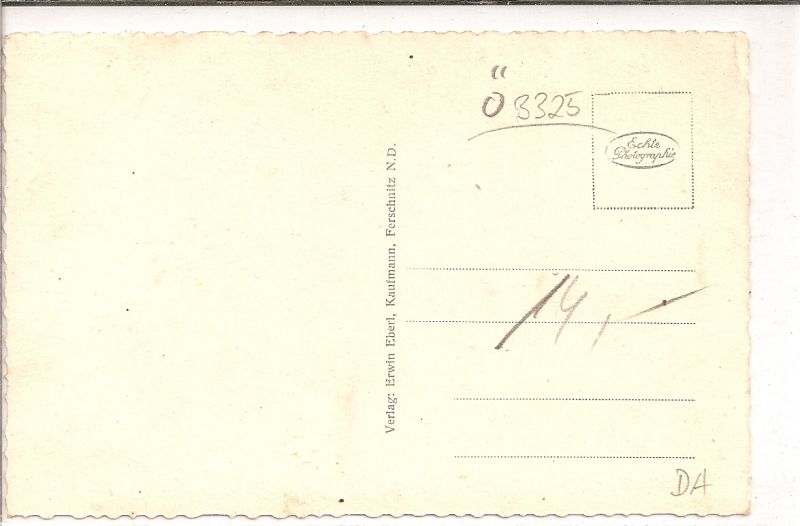 Ö 3325
Echte
Photographie
Verlag: Erwin Eberl, Kaufmann, Ferschnitz N.D.
14,-
DA